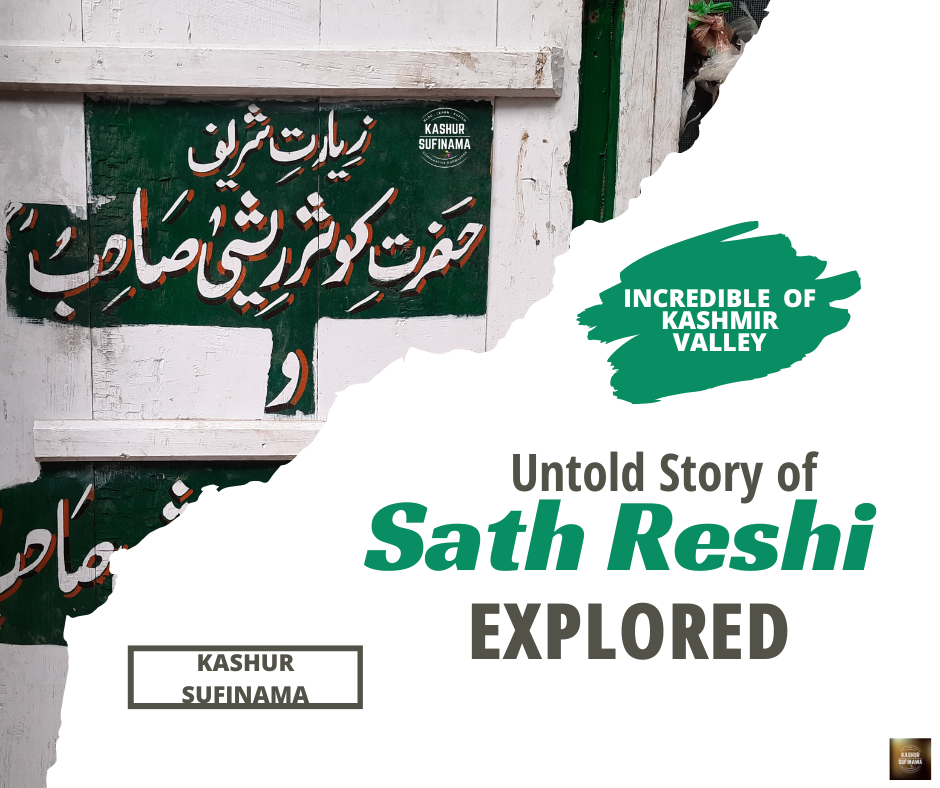 زیارتِ شریف
KASHUR
SUFINAMA
حضرتِ کوثر ریشیؒ صاحب
و
صا
INCREDIBLE OF
KASHMIR
VALLEY
Untold Story of
Sath Reshi
EXPLORED
KASHUR
SUFINAMA
KASHUR
SUFINAMA